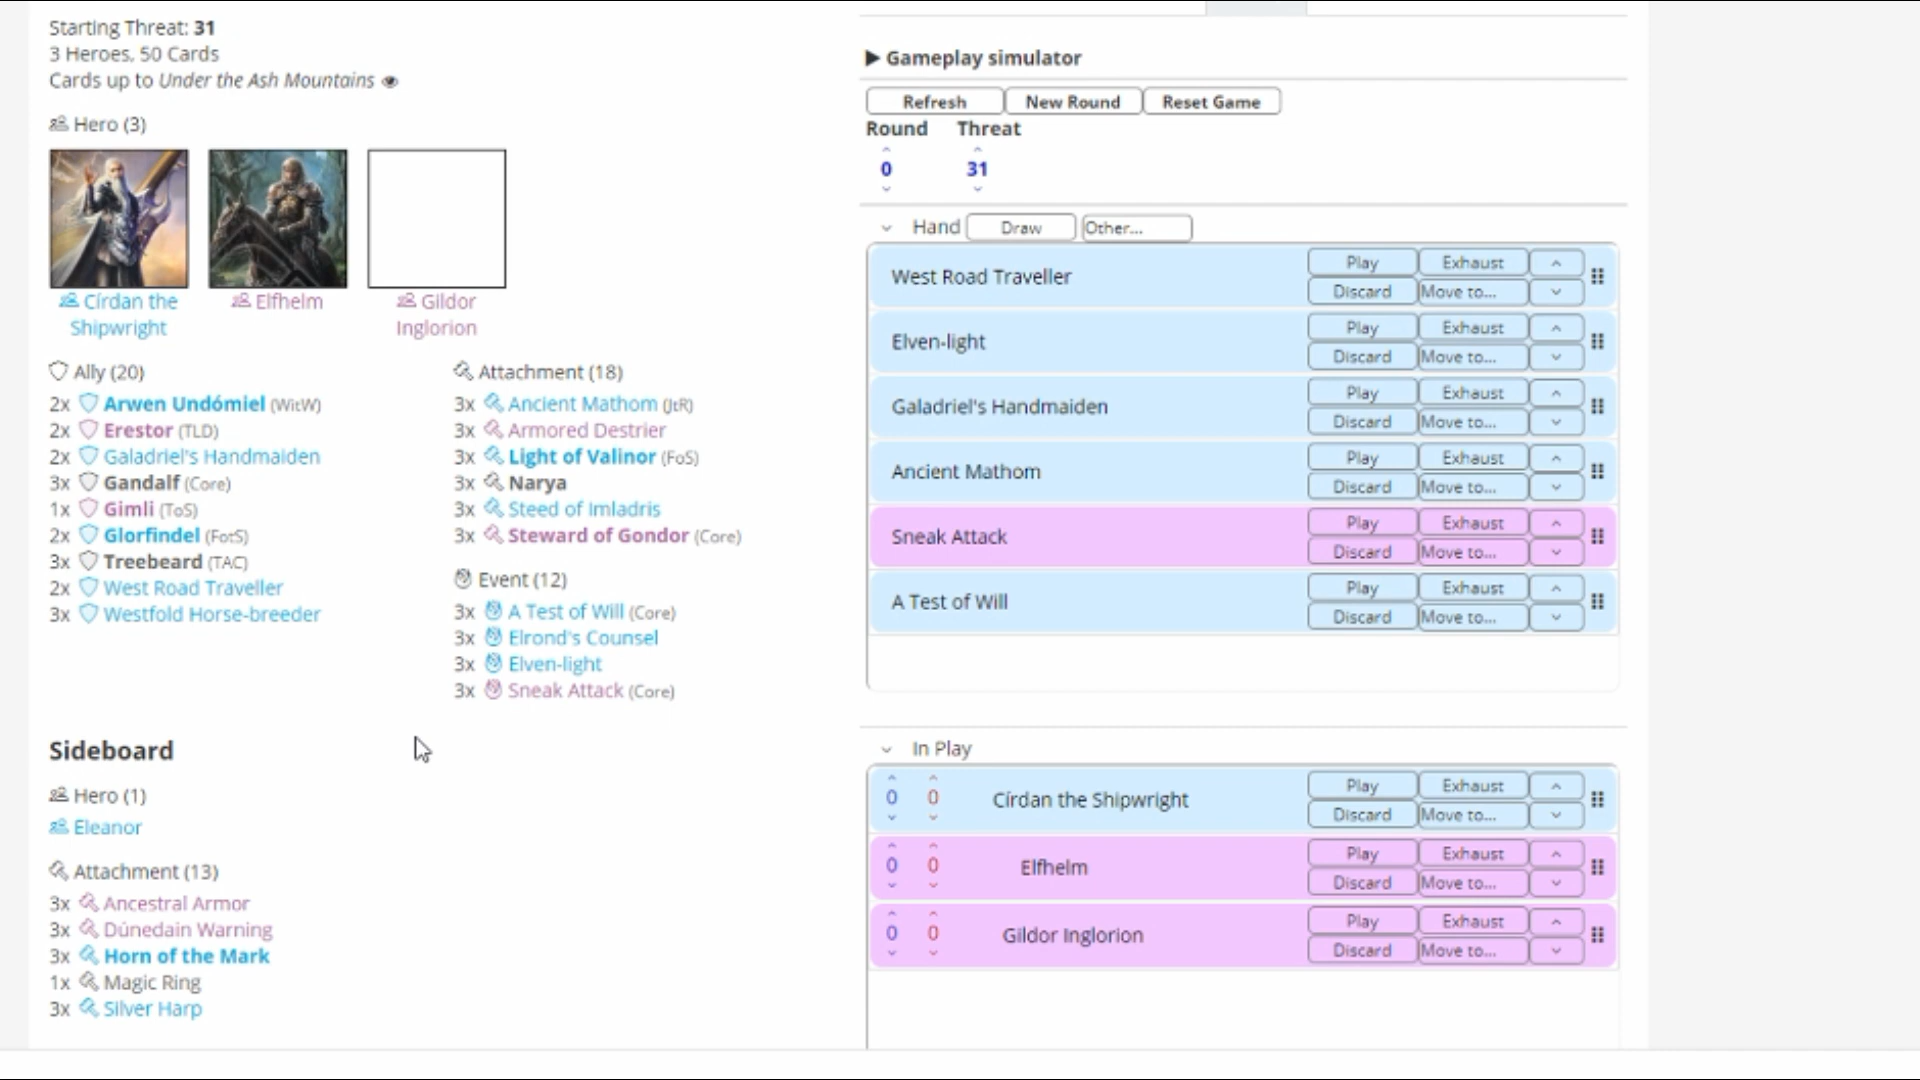 Starting Threat: 31
3 Heroes, 50 Cards
Cards up to Under the Ash Mountains
Hero (3)
Círdan the
Shipwright
Elfhelm
Gildor
Inglorion
Ally (20)
2x Arwen Undómiel (WitW)
2x Erestor (TLD)
2x Galadriel's Handmaiden
3x Gandalf (Core)
1x Gimli (ToS)
2x Glorfindel (FotS)
3x Treebeard (TAC)
2x West Road Traveller
3x Westfold Horse-breeder
Attachment (18)
3x Ancient Mathom (JtR)
3x Armored Destrier
3x Light of Valinor (FoS)
3x Narya
3x Steed of Imladris
3x Steward of Gondor (Core)
Event (12)
3x A Test of Will (Core)
3x Elrond's Counsel
3x Elven-light
3x Sneak Attack (Core)
Sideboard
Hero (1)
Eleanor
Attachment (13)
3x Ancestral Armor
3x Dúnedain Warning
3x Horn of the Mark
1x Magic Ring
3x Silver Harp
Gameplay simulator
Refresh New Round Reset Game
Round Threat
0 31
Hand Draw Other...
West Road Traveller Play Exhaust
Discard Move to...
Elven-light Play Exhaust
Discard Move to...
Galadriel's Handmaiden Play Exhaust
Discard Move to...
Ancient Mathom Play Exhaust
Discard Move to...
Sneak Attack Play Exhaust
Discard Move to...
A Test of Will Play Exhaust
Discard Move to...
In Play
0 0 Círdan the Shipwright Play Exhaust
Discard Move to...
0 0 Elfhelm Play Exhaust
Discard Move to...
0 0 Gildor Inglorion Play Exhaust
Discard Move to...